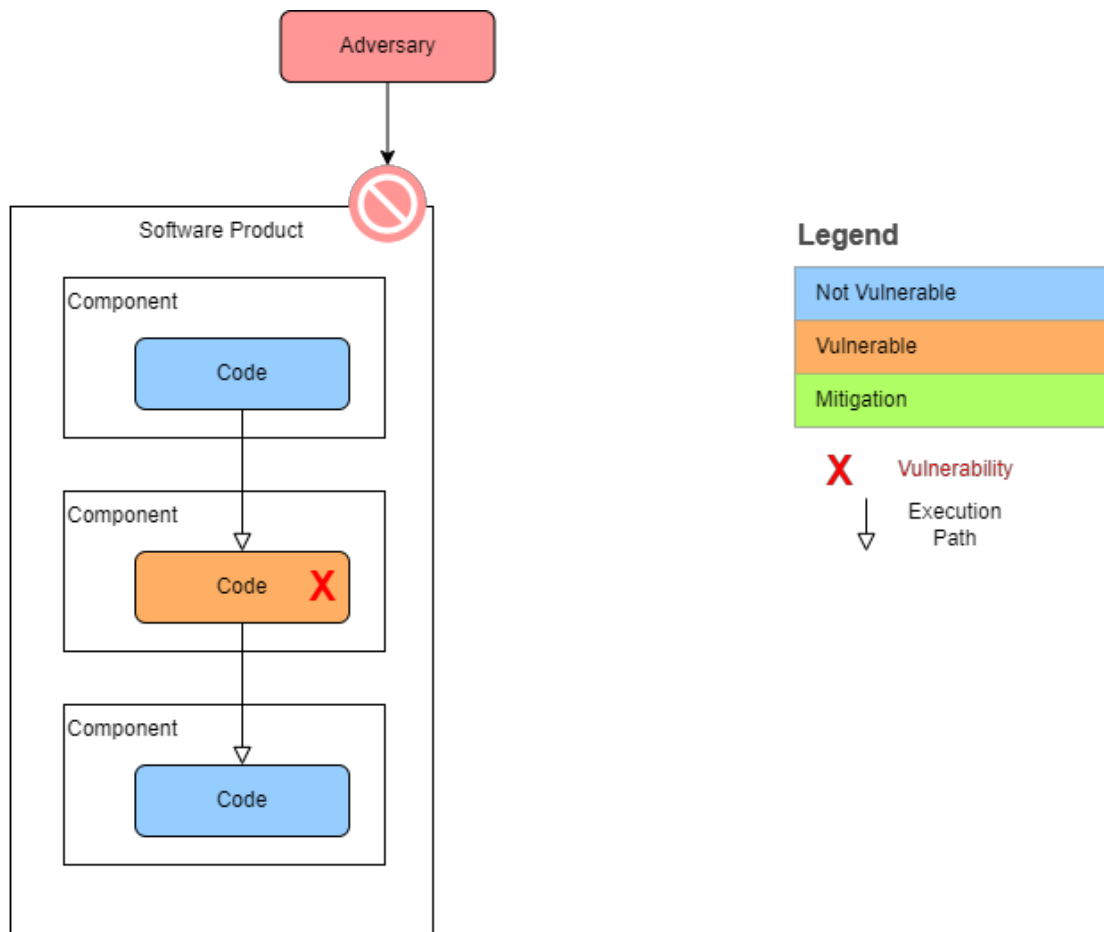 Adversary
Software Product
Component
Code
Component
Code
X
Component
Code
Legend
Not Vulnerable
Vulnerable
Mitigation
X Vulnerability
Execution
Path